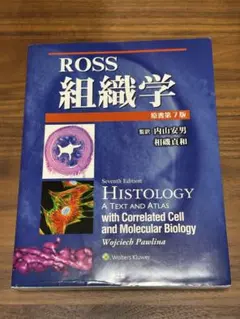 ROSS
組織学
原書第7版
監訳 内山安男
相磯貞和
Seventh Edition
HISTOLOGY
A TEXT AND ATLAS
with Correlated Cell
and Molecular Biology
Wojciech Pawlina
Wolters Kluwer